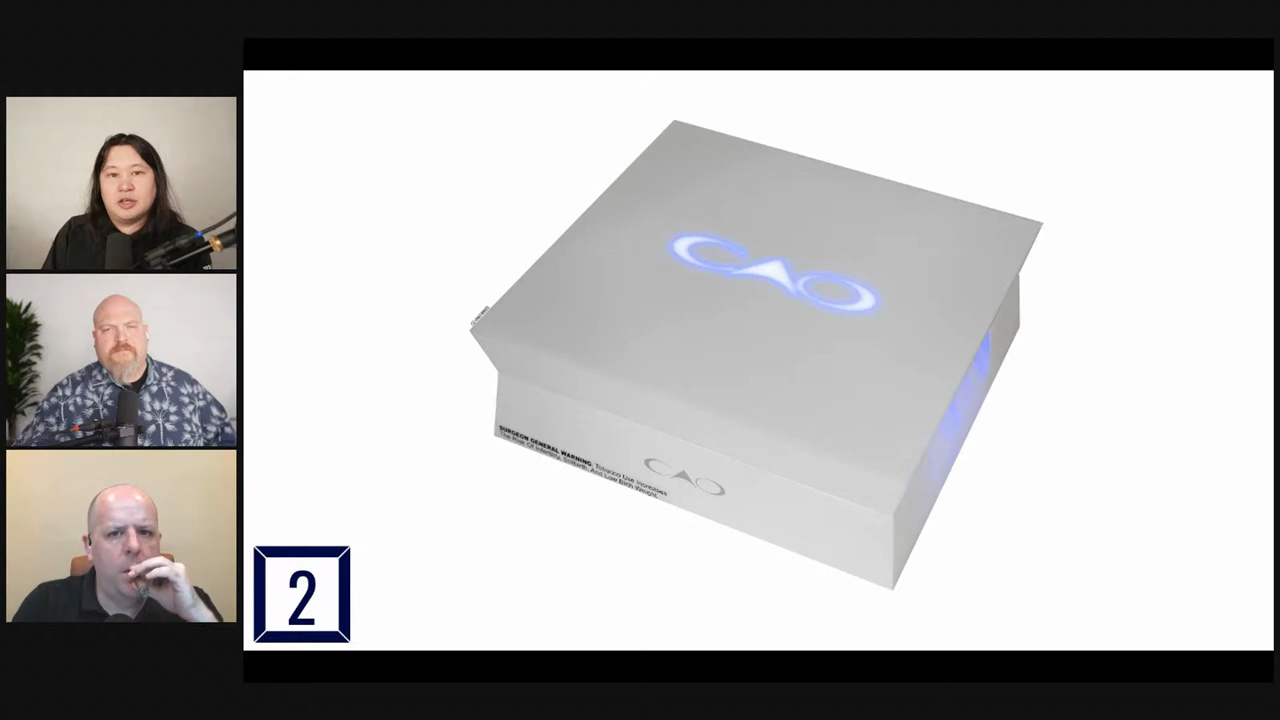 CAO
SURGEON GENERAL WARNING: Tobacco Use Increases
The Risk Of Infertility, Stillbirth, And Low Birth Weight.
CAO
2